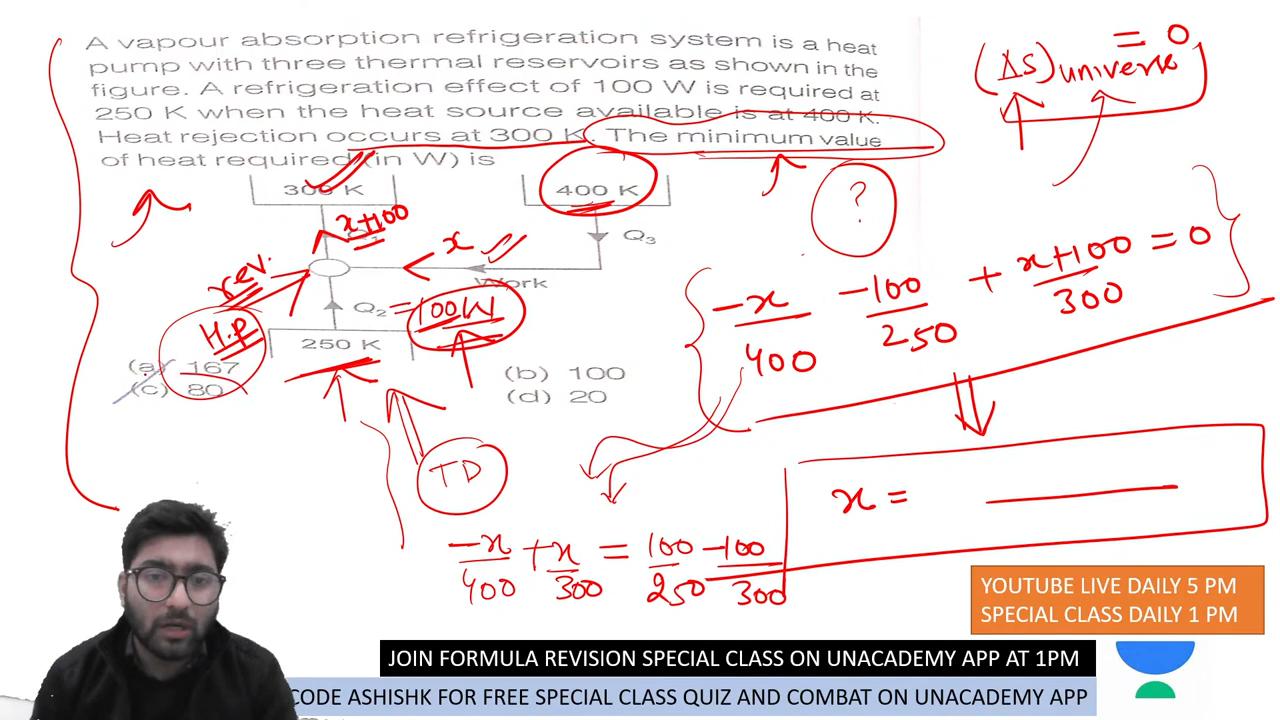 A vapour absorption refrigeration system is a heat
pump with three thermal reservoirs as shown in the
figure. A refrigeration effect of 100 W is required at
250 K when the heat source available is at 400 K.
Heat rejection occurs at 300 K. The minimum value
of heat required (in W) is
(ΔS)universe = 0
300 K
400 K
?
x+100
x
Q3
rev.
Work
H.P
Q2 = 100W
250 K
-x/400 -100/250 + x+100/300 = 0
(a) 167
(b) 100
(c) 80
(d) 20
TD
x =
-x/400 + x/300 = 100/250 - 100/300
YOUTUBE LIVE DAILY 5 PM
SPECIAL CLASS DAILY 1 PM
JOIN FORMULA REVISION SPECIAL CLASS ON UNACADEMY APP AT 1PM
CODE ASHISHK FOR FREE SPECIAL CLASS QUIZ AND COMBAT ON UNACADEMY APP